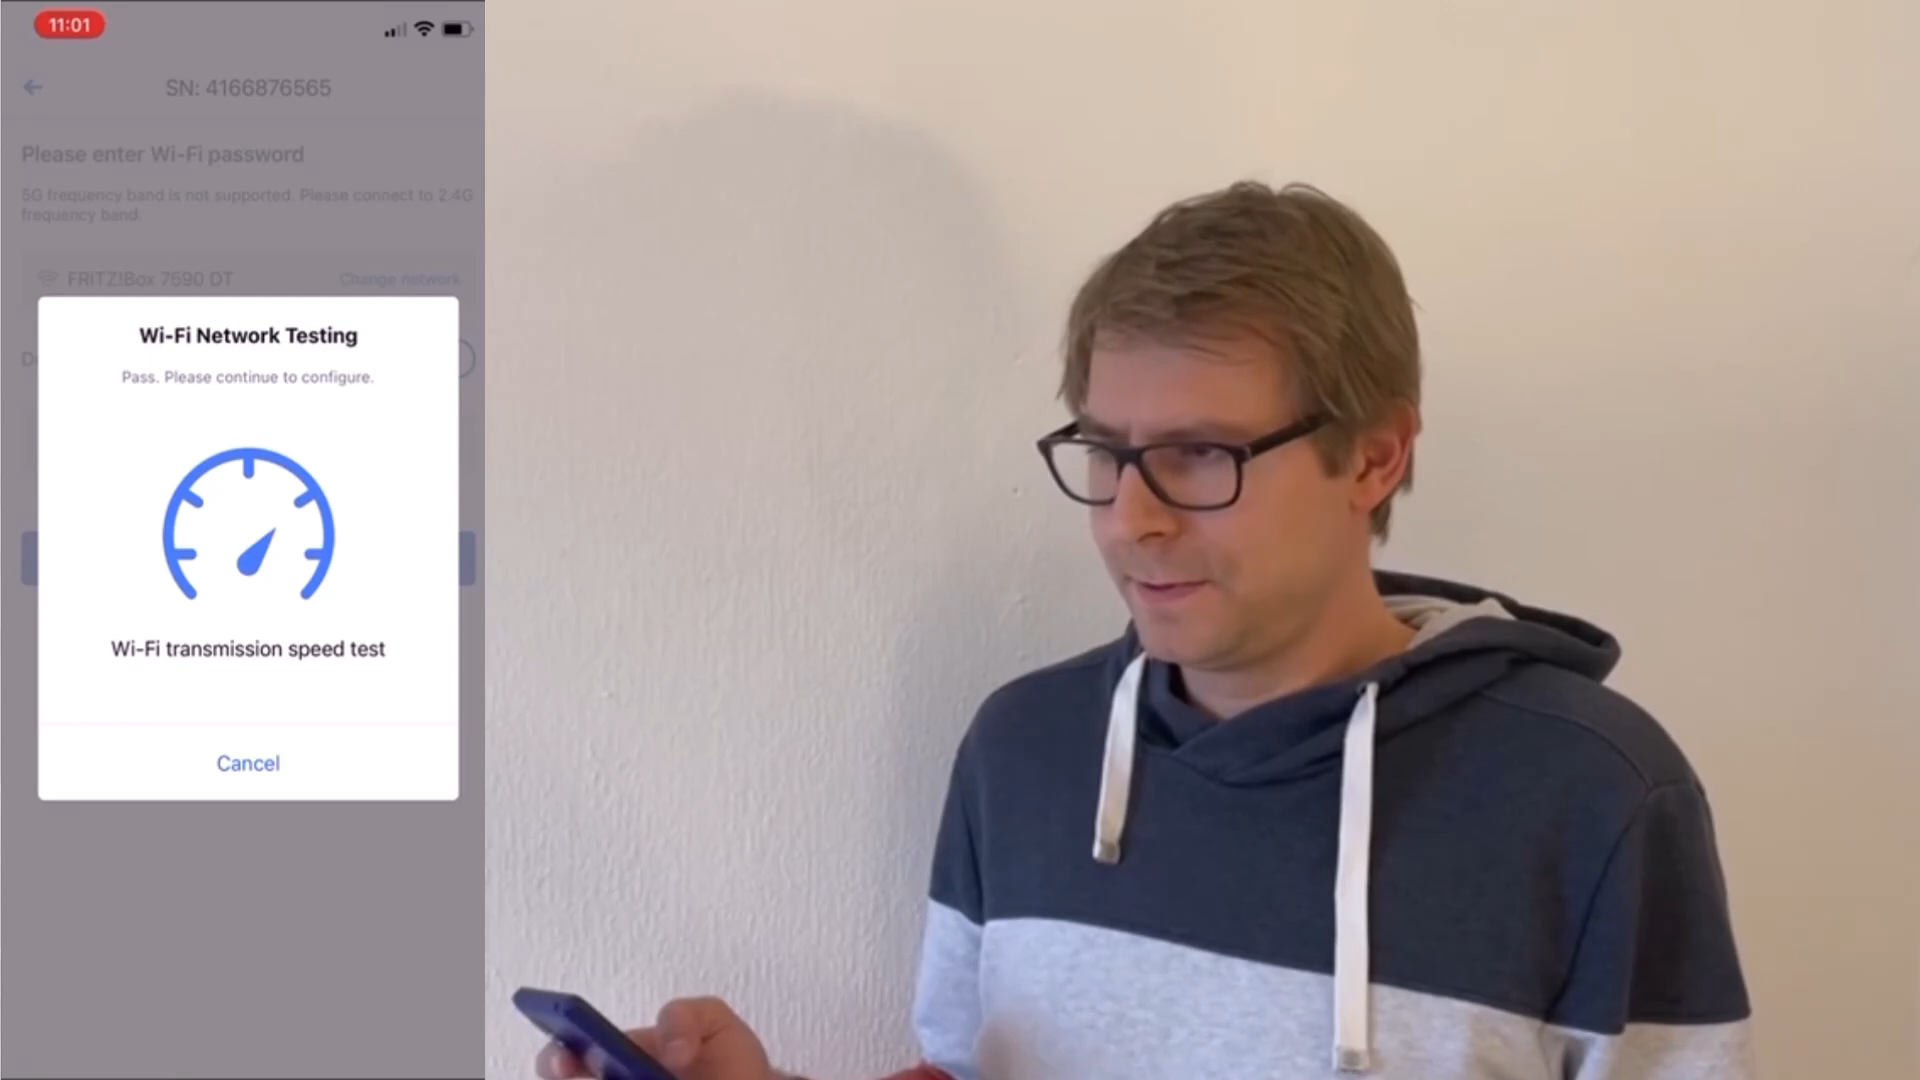 11:01
SN: 4166876565
Please enter Wi-Fi password
5G frequency band is not supported. Please connect to 2.4G
frequency band.
FRITZ!Box 7590 DT
Change network
Wi-Fi Network Testing
Pass. Please continue to configure.
Wi-Fi transmission speed test
Cancel